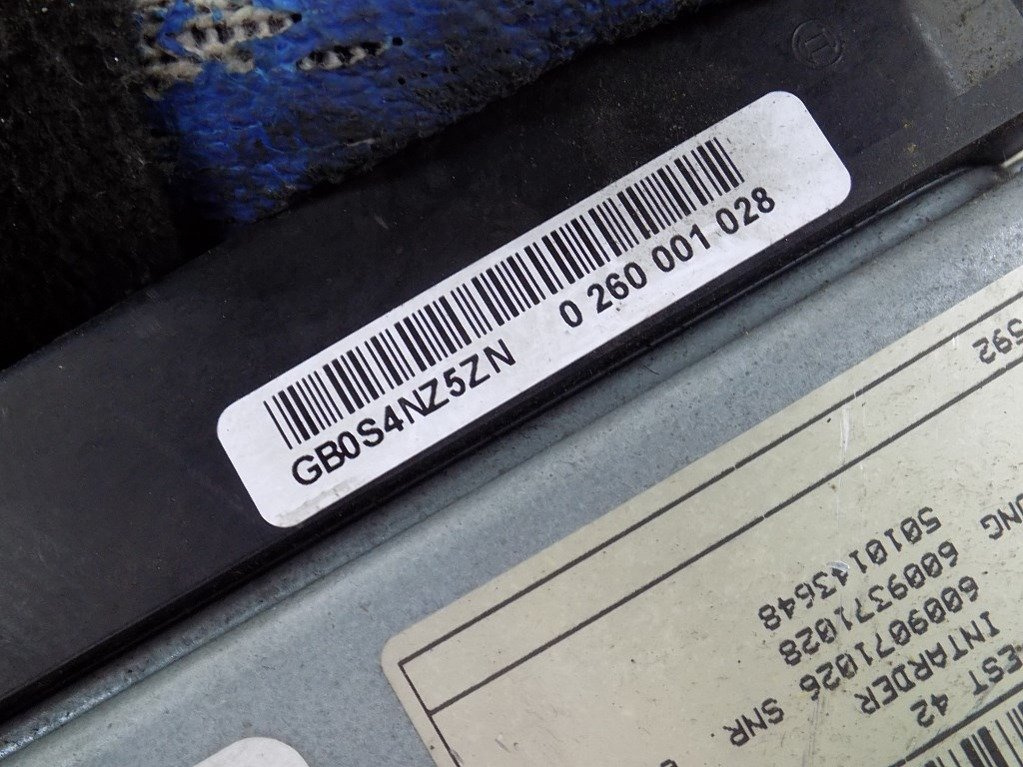 GB0S4NZ5ZN 0 260 001 028
EST 42
INTARDER
6009071026 SNR
UNG 6009371028
5010143648
592